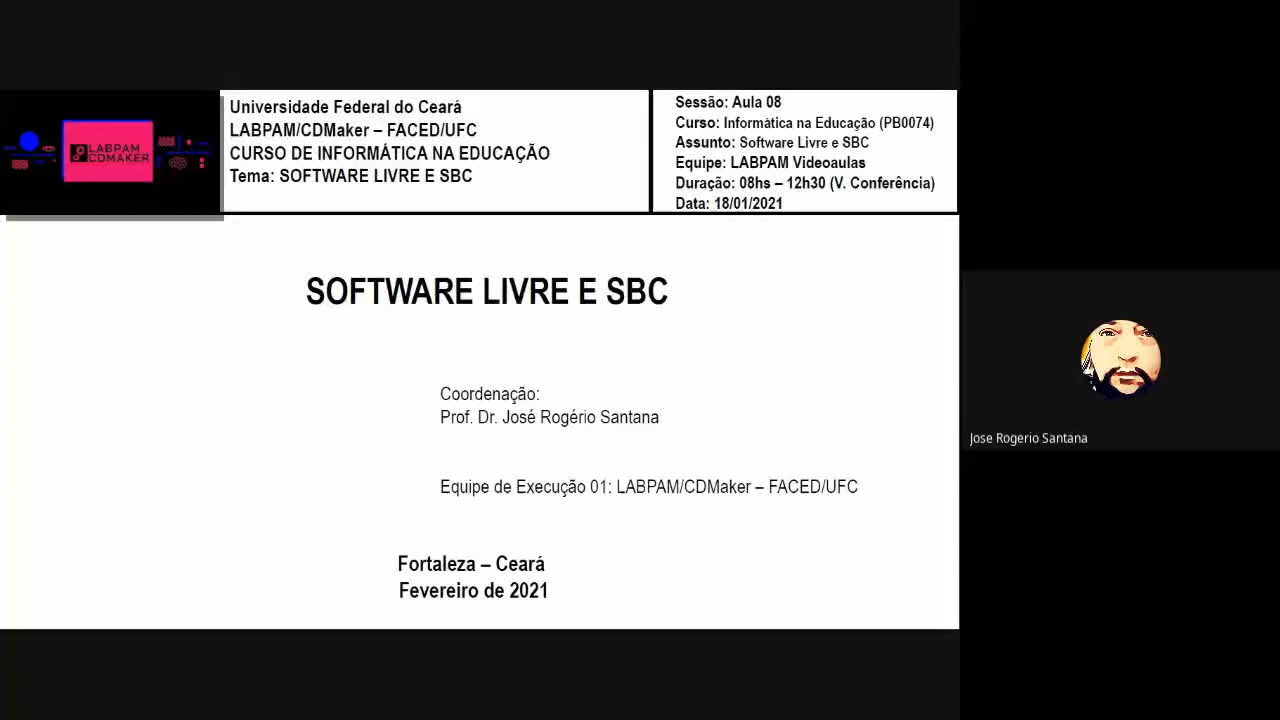 LABPAM
CDMAKER
Universidade Federal do Ceará
LABPAM/CDMaker – FACED/UFC
CURSO DE INFORMÁTICA NA EDUCAÇÃO
Tema: SOFTWARE LIVRE E SBC
Sessão: Aula 08
Curso: Informática na Educação (PB0074)
Assunto: Software Livre e SBC
Equipe: LABPAM Videoaulas
Duração: 08hs – 12h30 (V. Conferência)
Data: 18/01/2021
SOFTWARE LIVRE E SBC
Coordenação:
Prof. Dr. José Rogério Santana
Equipe de Execução 01: LABPAM/CDMaker – FACED/UFC
Fortaleza – Ceará
Fevereiro de 2021
Jose Rogerio Santana